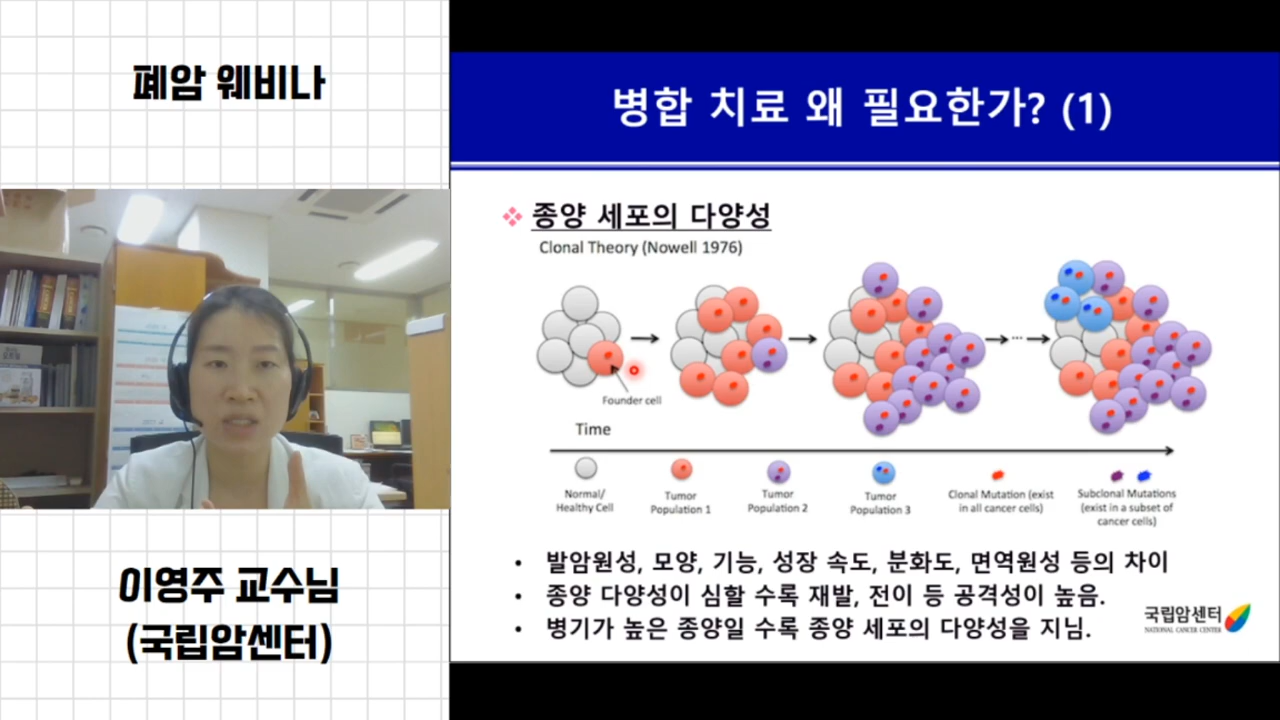 폐암 웨비나
이영주 교수님
(국립암센터)
병합 치료 왜 필요한가? (1)
종양 세포의 다양성
Clonal Theory (Nowell 1976)
Founder cell
Time
Normal/
Healthy Cell
Tumor
Population 1
Tumor
Population 2
Tumor
Population 3
Clonal Mutation (exist
in all cancer cells)
Subclonal Mutations
(exist in a subset of
cancer cells)
• 발암원성, 모양, 기능, 성장 속도, 분화도, 면역원성 등의 차이
• 종양 다양성이 심할 수록 재발, 전이 등 공격성이 높음.
• 병기가 높은 종양일 수록 종양 세포의 다양성을 지님.
국립암센터
NATIONAL CANCER CENTER